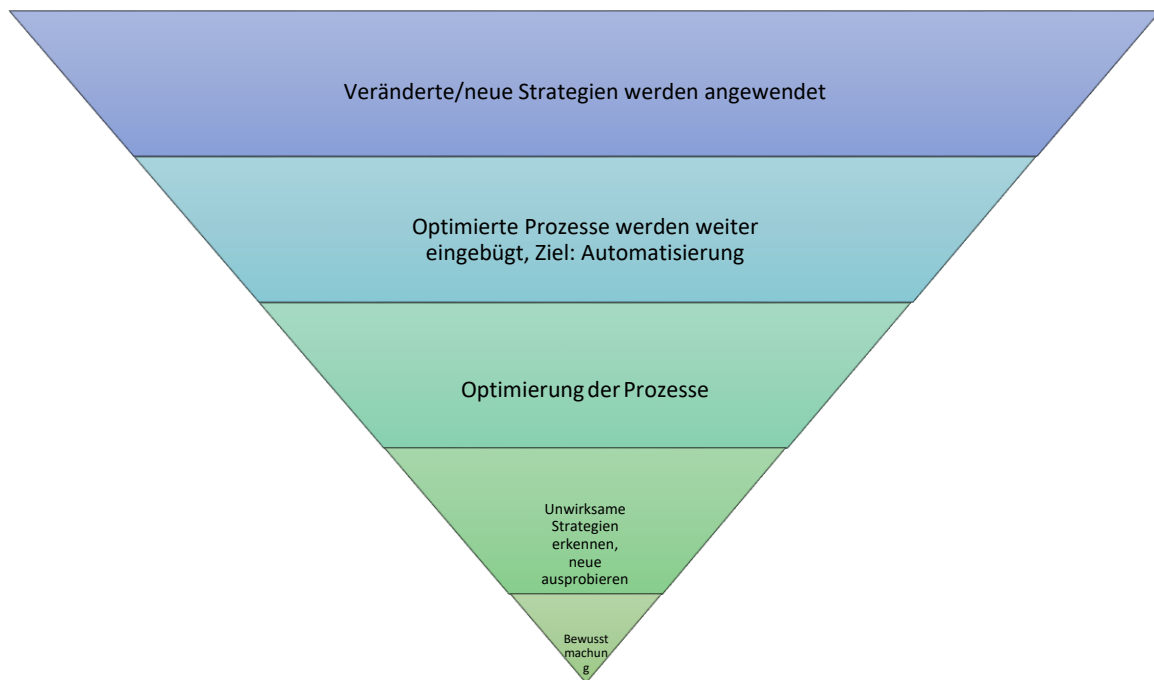 Veränderte/neue Strategien werden angewendet
Optimierte Prozesse werden weiter
eingebügt, Ziel: Automatisierung
Optimierung der Prozesse
Unwirksame
Strategien
erkennen,
neue
ausprobieren
Bewusst
machun
g